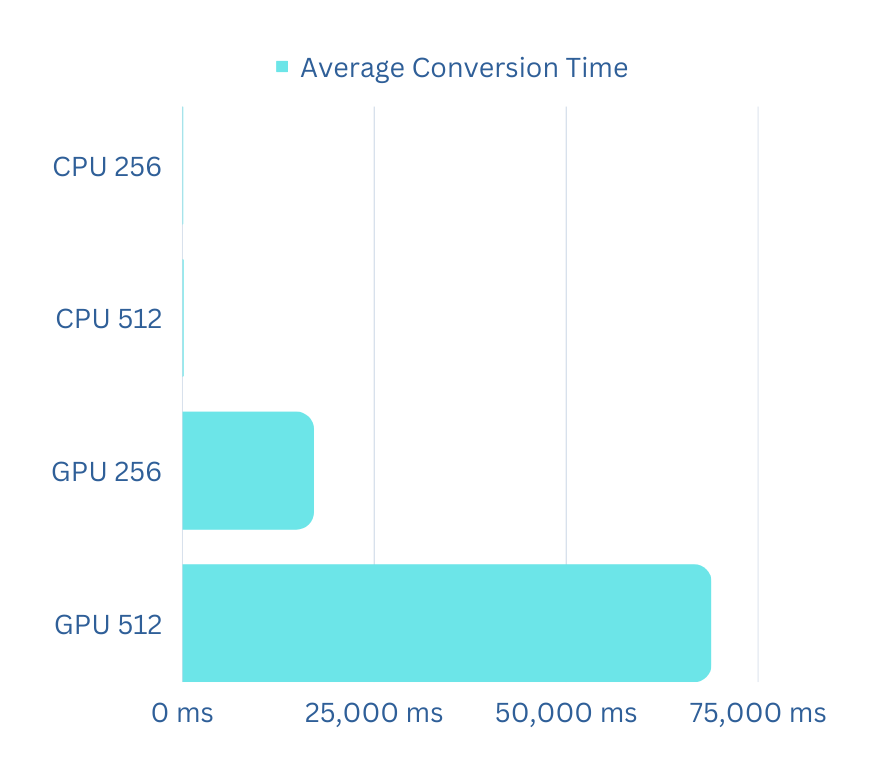 Average Conversion Time
CPU 256
CPU 512
GPU 256
GPU 512
0 ms 25,000 ms 50,000 ms 75,000 ms